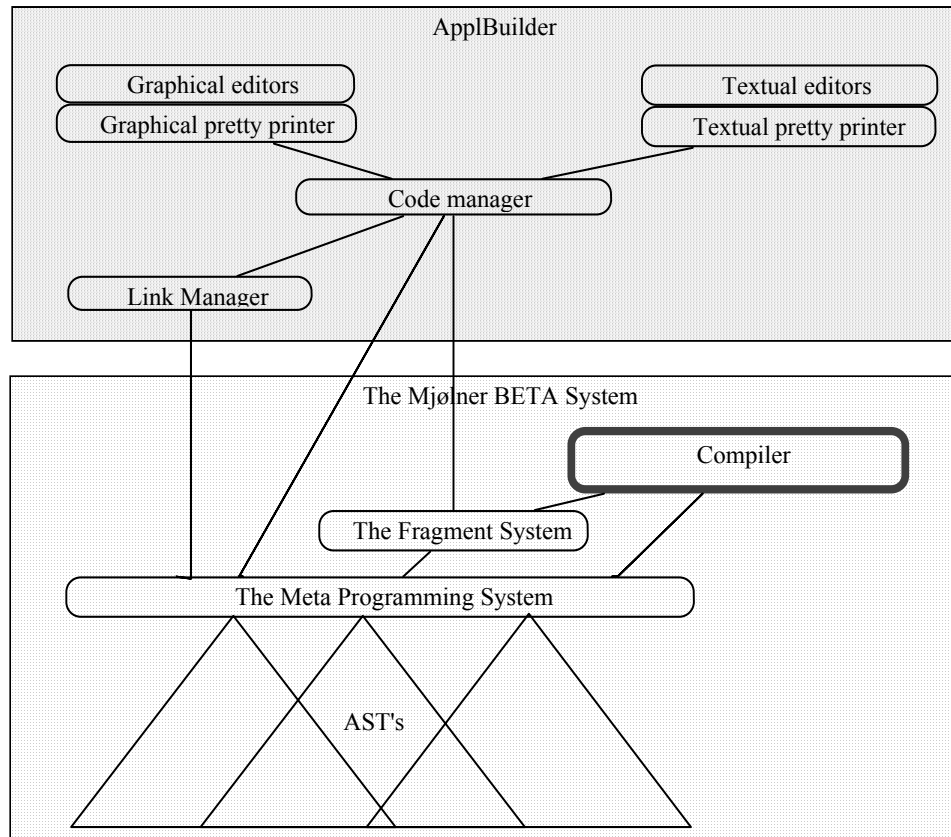 ApplBuilder
Graphical editors
Textual editors
Graphical pretty printer
Textual pretty printer
Code manager
Link Manager
The Mjølner BETA System
Compiler
The Fragment System
The Meta Programming System
AST's